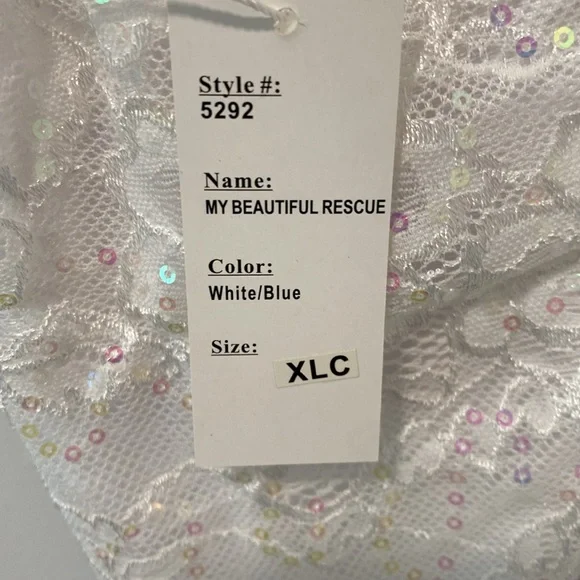 Style #:
5292
Name:
MY BEAUTIFUL RESCUE
Color:
White/Blue
Size:
XLC